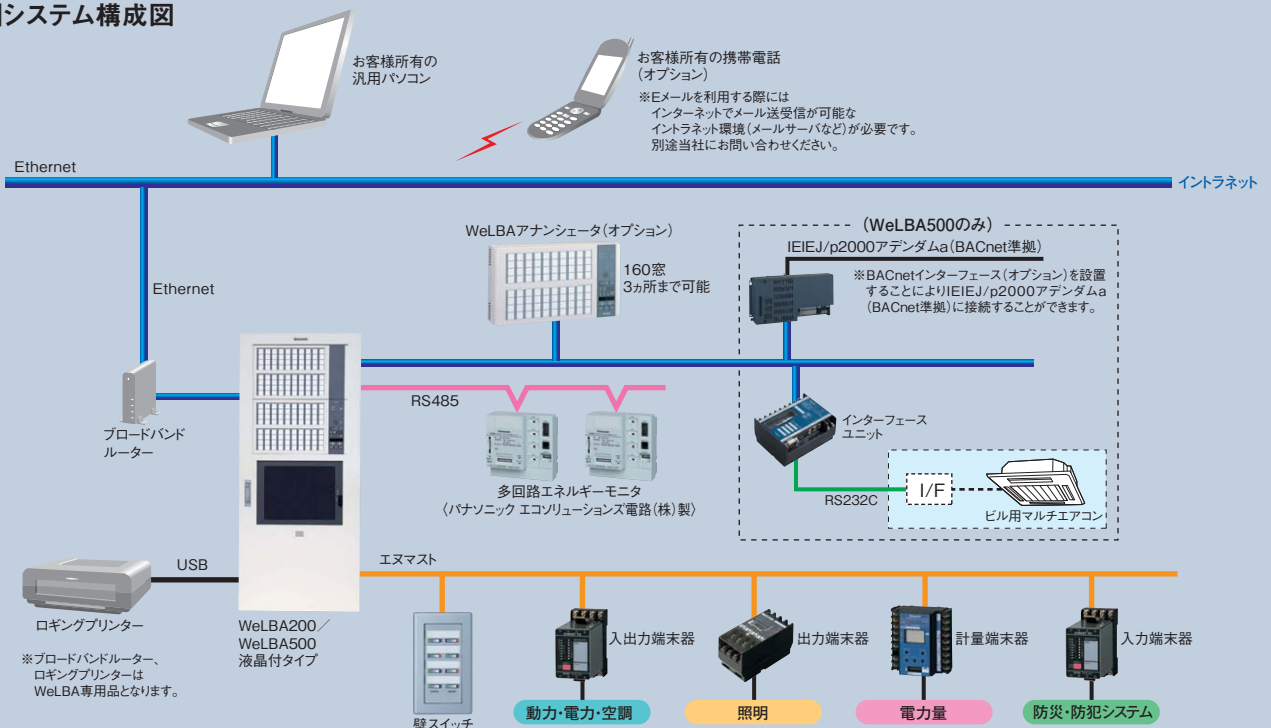 システム構成図
お客様所有の
汎用パソコン
お客様所有の携帯電話
(オプション)
※Eメールを利用する際には
インターネットでメール送受信が可能な
イントラネット環境(メールサーバなど)が必要です。
別途当社にお問い合わせください。
Ethernet
イントラネット
Ethernet
WeLBAアナンシェータ(オプション)
160窓
3ヵ所まで可能
(WeLBA500のみ)
IEIEJ/p2000アデンダムa(BACnet準拠)
※BACnetインターフェース(オプション)を設置
することによりIEIEJ/p2000アデンダムa
(BACnet準拠)に接続することができます。
ブロードバンド
ルーター
RS485
多回路エネルギーモニタ
〈パナソニック エコソリューションズ電路(株)製〉
インターフェース
ユニット
RS232C
I/F
ビル用マルチエアコン
USB
エヌマスト
ロギングプリンター
※ブロードバンドルーター、
ロギングプリンターは
WeLBA専用品となります。
WeLBA200/
WeLBA500
液晶付タイプ
壁スイッチ
入出力端末器
動力・電力・空調
出力端末器
照明
計量端末器
電力量
入力端末器
防災・防犯システム